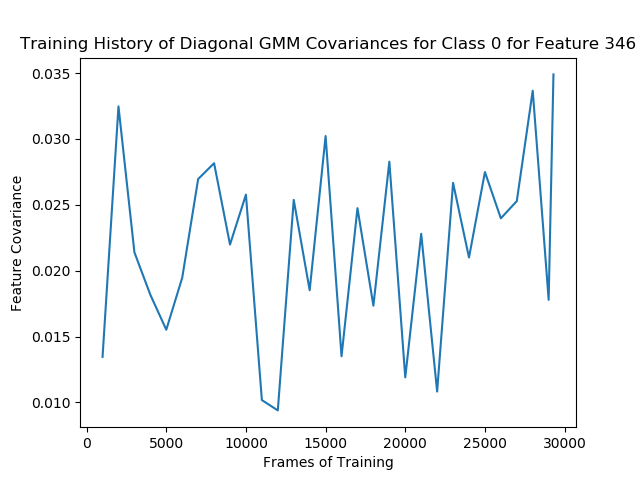 Training History of Diagonal GMM Covariances for Class 0 for Feature 346
0.035
0.030
0.025
0.020
0.015
0.010
Feature Covariance
0 5000 10000 15000 20000 25000 30000
Frames of Training